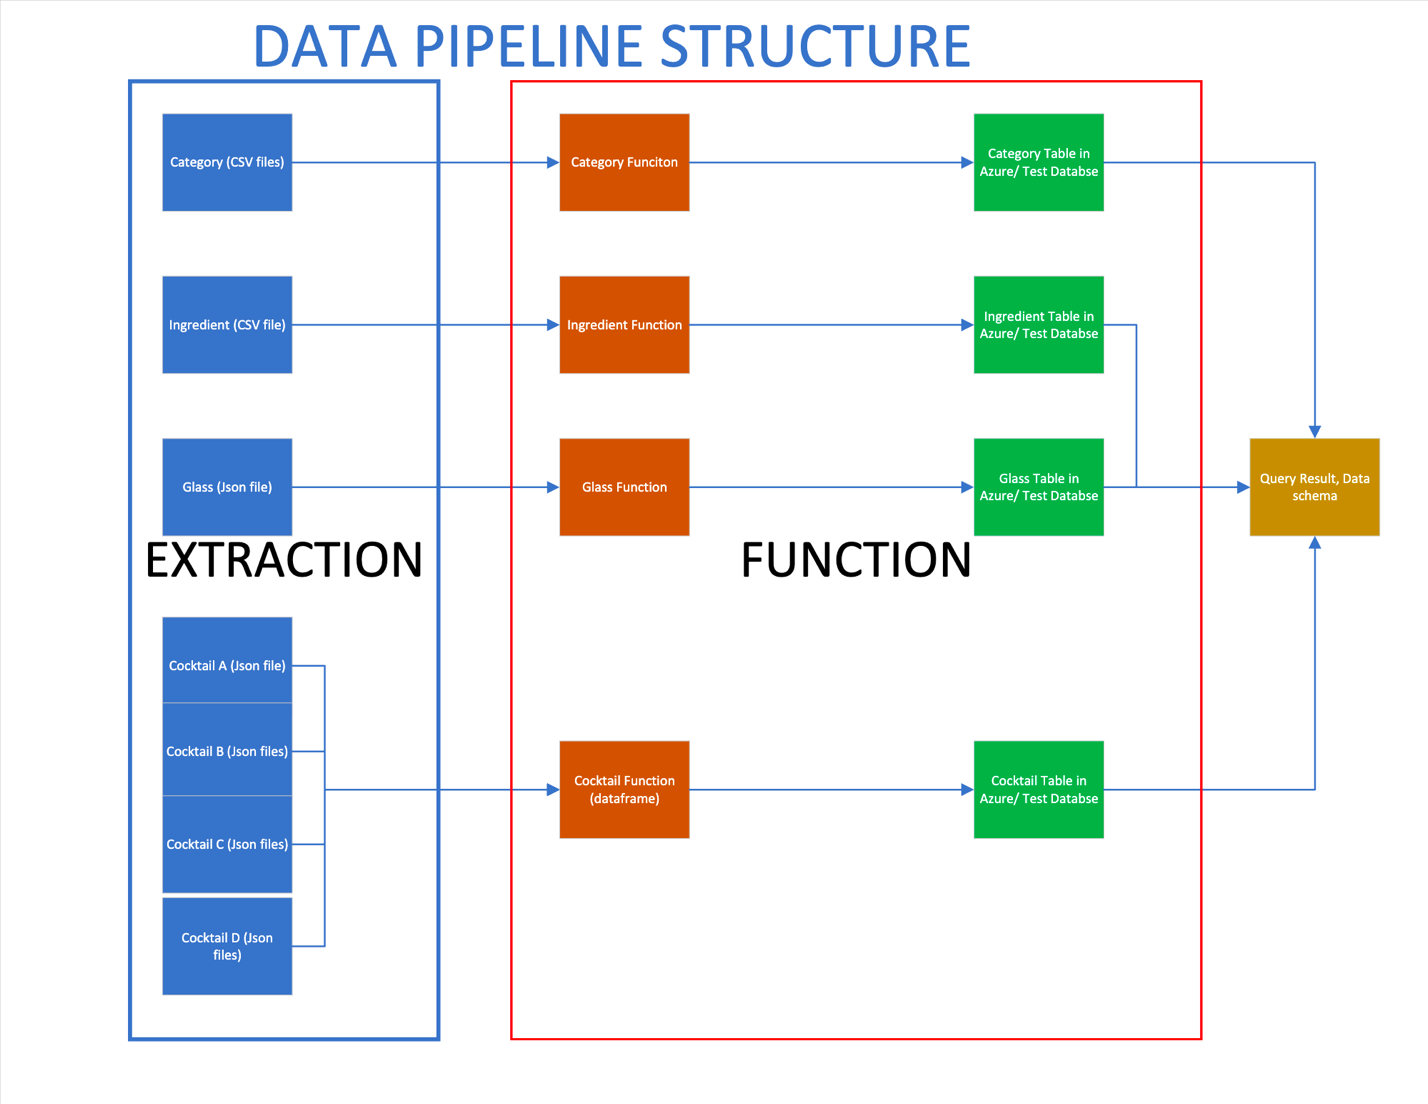 DATA PIPELINE STRUCTURE
Category (CSV files)
Category Funciton
Category Table in
Azure/ Test Databse
Ingredient (CSV file)
Ingredient Function
Ingredient Table in
Azure/ Test Databse
Glass (Json file)
Glass Function
Glass Table in
Azure/ Test Databse
Query Result, Data
schema
EXTRACTION
FUNCTION
Cocktail A (Json file)
Cocktail B (Json files)
Cocktail C (Json files)
Cocktail D (Json
files)
Cocktail Function
(dataframe)
Cocktail Table in
Azure/ Test Databse